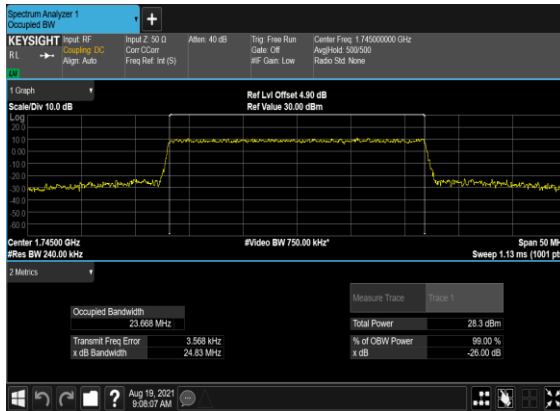 Spectrum Analyzer 1
Occupied BW
KEYSIGHT
RL
Input: RF
Coupling: DC
Align: Auto
Input Z: 50 Ω
Corr CCorr
Freq Ref: Int (S)
Atten: 40 dB
Trig: Free Run
Gate: Off
#IF Gain: Low
Center Freq: 1.745000000 GHz
Avg|Hold: 500/500
Radio Std: None
1 Graph
Scale/Div 10.0 dB
Ref Lvl Offset 4.90 dB
Ref Value 30.00 dBm
Log
20.0
10.0
0.00
-10.0
-20.0
-30.0
-40.0
-50.0
-60.0
Center 1.74500 GHz
#Res BW 240.00 kHz
#Video BW 750.00 kHz*
Span 50 MH
Sweep 1.13 ms (1001 pt
2 Metrics
Measure Trace
Trace 1
Occupied Bandwidth
23.668 MHz
Total Power
28.3 dBm
Transmit Freq Error
3.568 kHz
% of OBW Power
99.00 %
x dB Bandwidth
24.83 MHz
x dB
-26.00 dB
?
Aug 19, 2021
9:08:07 AM